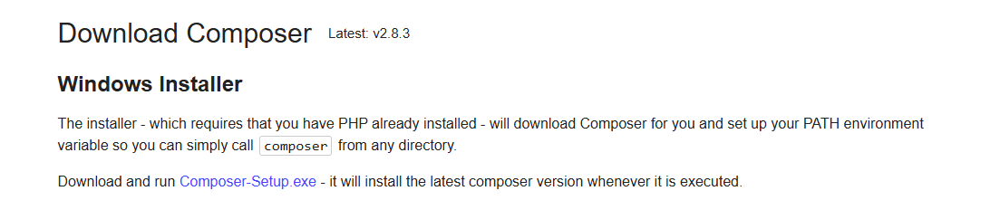 Download Composer Latest: v2.8.3
Windows Installer
The installer - which requires that you have PHP already installed - will download Composer for you and set up your PATH environment
variable so you can simply call composer from any directory.
Download and run Composer-Setup.exe - it will install the latest composer version whenever it is executed.